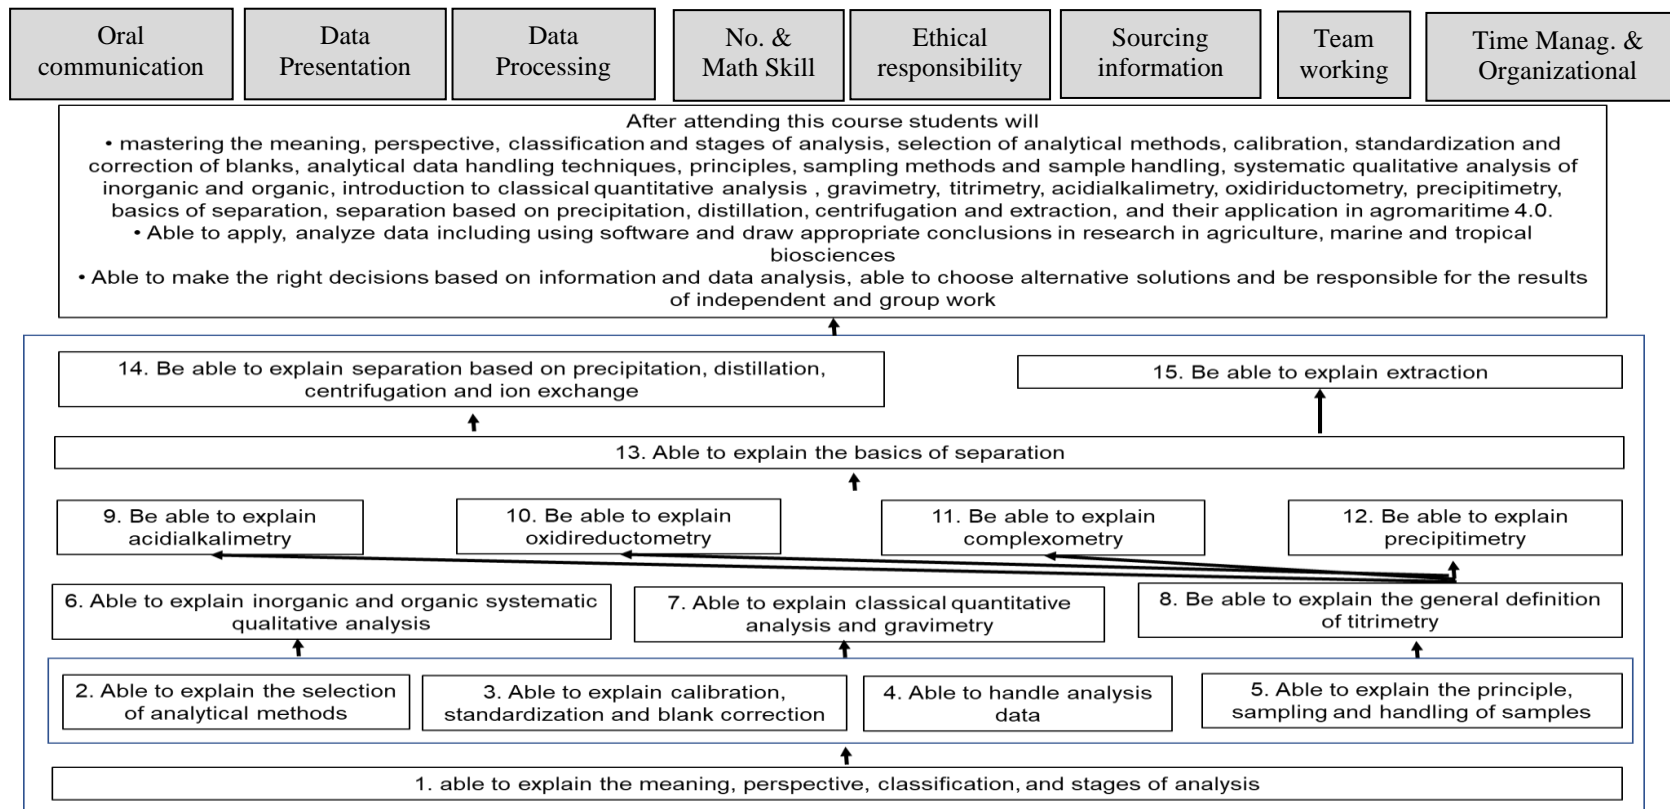 Oral
communication
Data
Presentation
Data
Processing
No. &
Math Skill
Ethical
responsibility
Sourcing
information
Team
working
Time Manag. &
Organizational
After attending this course students will
• mastering the meaning, perspective, classification and stages of analysis, selection of analytical methods, calibration, standardization and
correction of blanks, analytical data handling techniques, principles, sampling methods and sample handling, systematic qualitative analysis of
inorganic and organic, introduction to classical quantitative analysis , gravimetry, titrimetry, acidialkalimetry, oxidiriductometry, precipitimetry,
basics of separation, separation based on precipitation, distillation, centrifugation and extraction, and their application in agromaritime 4.0.
• Able to apply, analyze data including using software and draw appropriate conclusions in research in agriculture, marine and tropical
biosciences
• Able to make the right decisions based on information and data analysis, able to choose alternative solutions and be responsible for the results
of independent and group work
14. Be able to explain separation based on precipitation, distillation,
centrifugation and ion exchange
15. Be able to explain extraction
13. Able to explain the basics of separation
9. Be able to explain
acidialkalimetry
10. Be able to explain
oxidireductometry
11. Be able to explain
complexometry
12. Be able to explain
precipitimetry
6. Able to explain inorganic and organic systematic
qualitative analysis
7. Able to explain classical quantitative
analysis and gravimetry
8. Be able to explain the general definition
of titrimetry
2. Able to explain the selection
of analytical methods
3. Able to explain calibration,
standardization and blank correction
4. Able to handle analysis
data
5. Able to explain the principle,
sampling and handling of samples
1. able to explain the meaning, perspective, classification, and stages of analysis